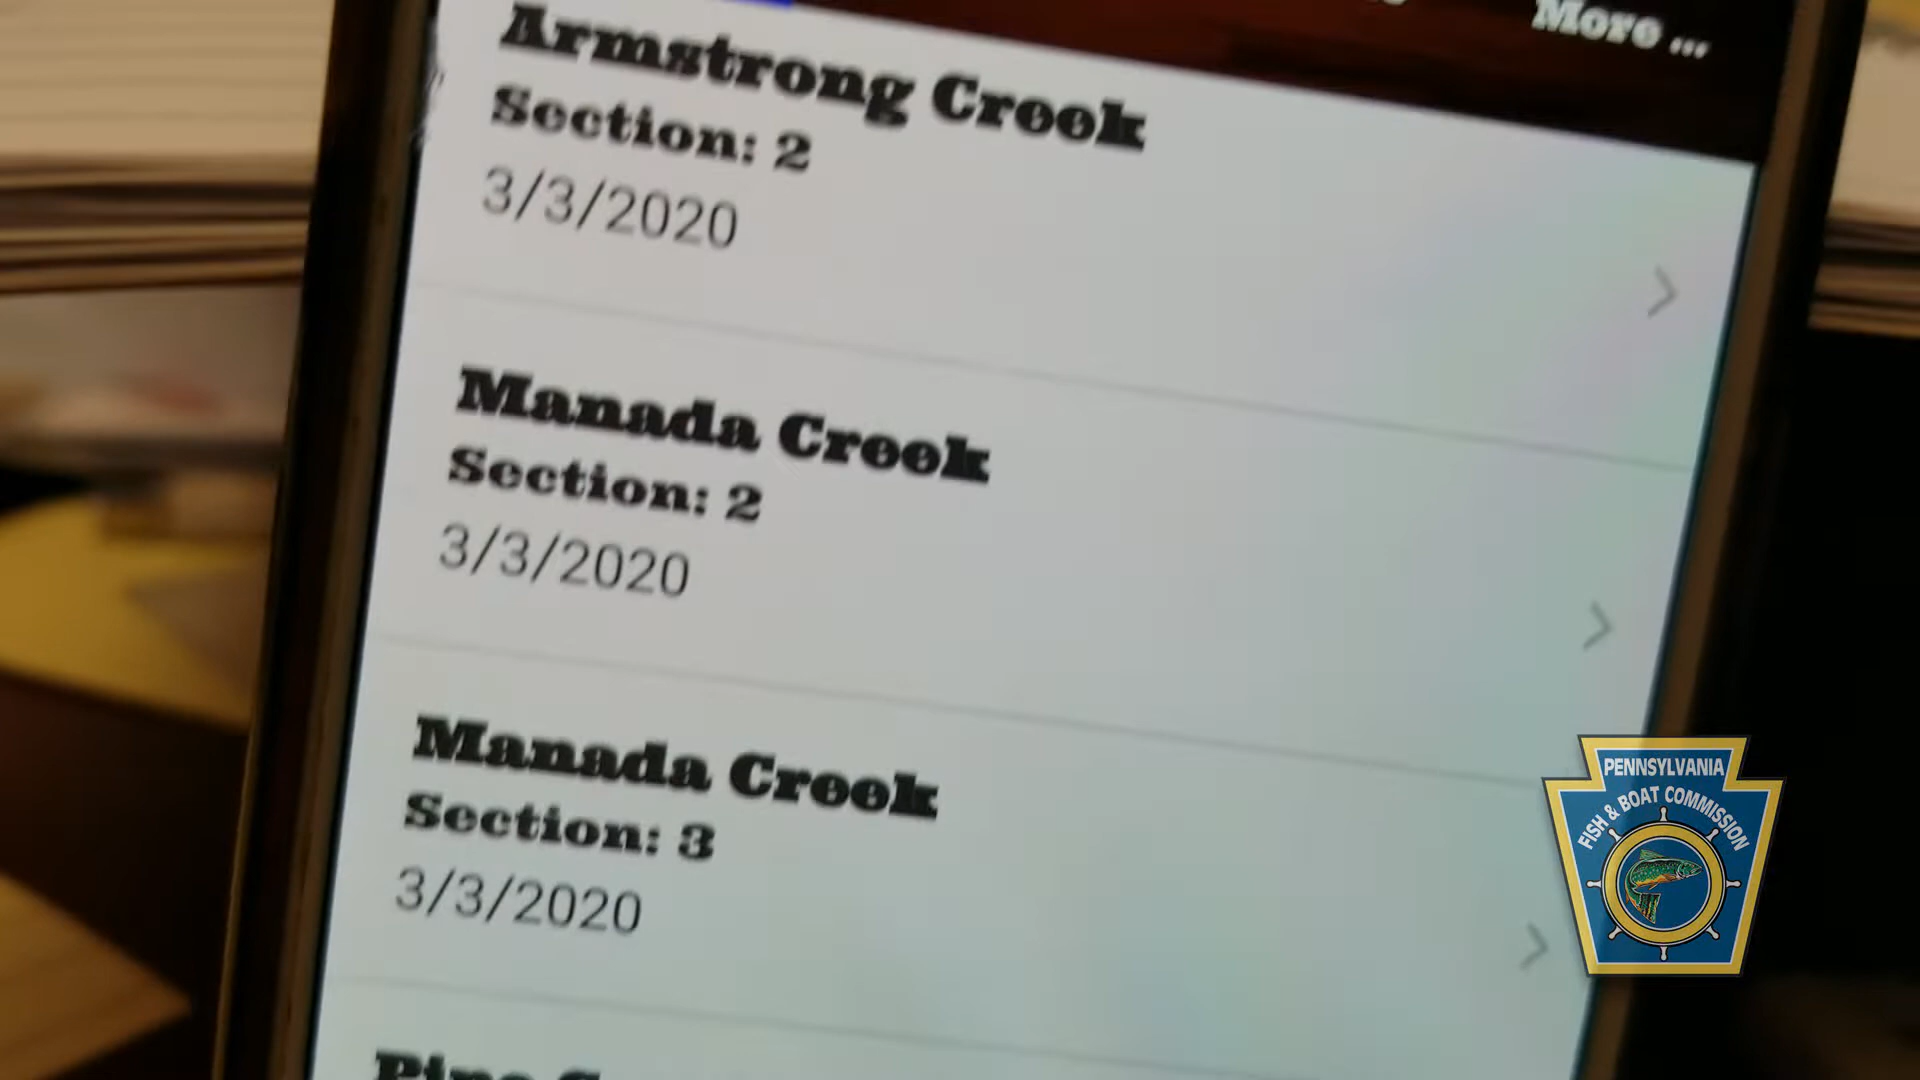 More ...
Armstrong Creek
Section: 2
3/3/2020
Manada Creek
Section: 2
3/3/2020
Manada Creek
Section: 3
3/3/2020
PENNSYLVANIA
FISH & BOAT COMMISSION